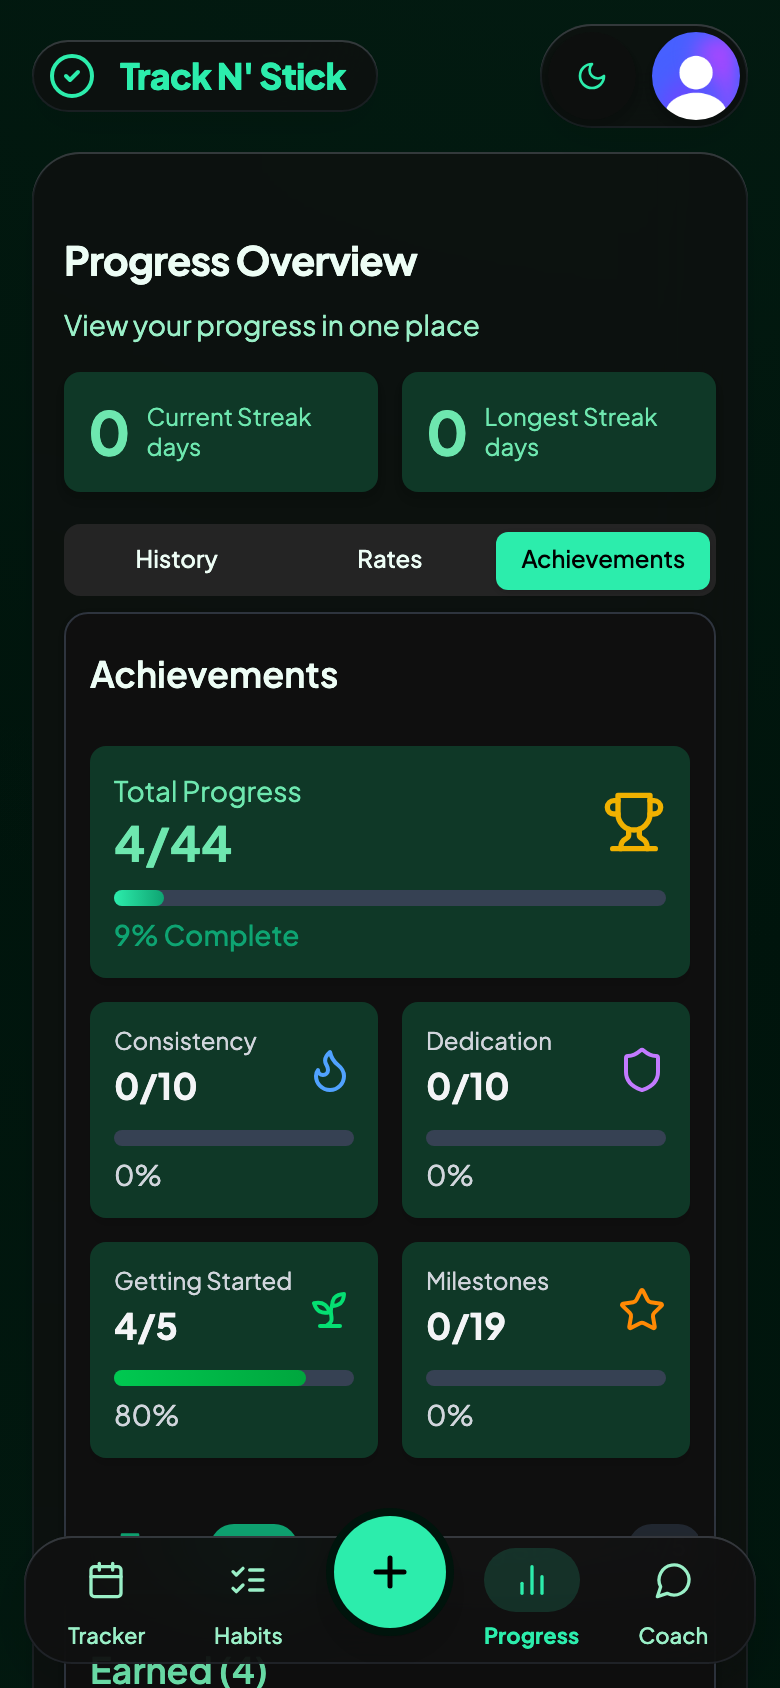 Track N' Stick
Progress Overview
View your progress in one place
0 Current Streak
days
0 Longest Streak
days
History Rates Achievements
Achievements
Total Progress
4/44
9% Complete
Consistency
0/10
0%
Dedication
0/10
0%
Getting Started
4/5
80%
Milestones
0/19
0%
Tracker Habits Progress Coach
Earned (4)